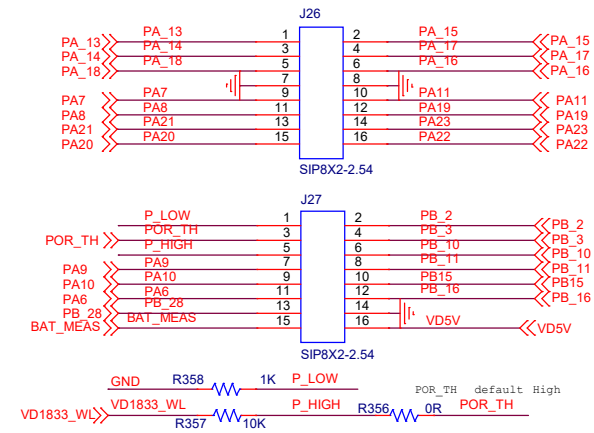 J26
PA_13 PA_13 1 2 PA_15 PA_15
PA_14 PA_14 3 4 PA_17 PA_17
PA_18 PA_18 5 6 PA_16 PA_16
7 8
PA7 PA7 9 10 PA11 PA11
PA8 PA8 11 12 PA19 PA19
PA21 PA21 13 14 PA23 PA23
PA20 PA20 15 16 PA22 PA22
SIP8X2-2.54
J27
P_LOW 1 2 PB_2 PB_2
POR_TH POR_TH 3 4 PB_3 PB_3
P_HIGH 5 6 PB_10 PB_10
PA9 PA9 7 8 PB_11 PB_11
PA10 PA10 9 10 PB15 PB15
PA6 PA6 11 12 PB_16 PB_16
PB_28 PB_28 13 14
BAT_MEAS BAT_MEAS 15 16 VD5V VD5V
SIP8X2-2.54
GND R358 1K P_LOW
POR_TH default High
VD1833_WL VD1833_WL R357 10K P_HIGH R356 0R POR_TH